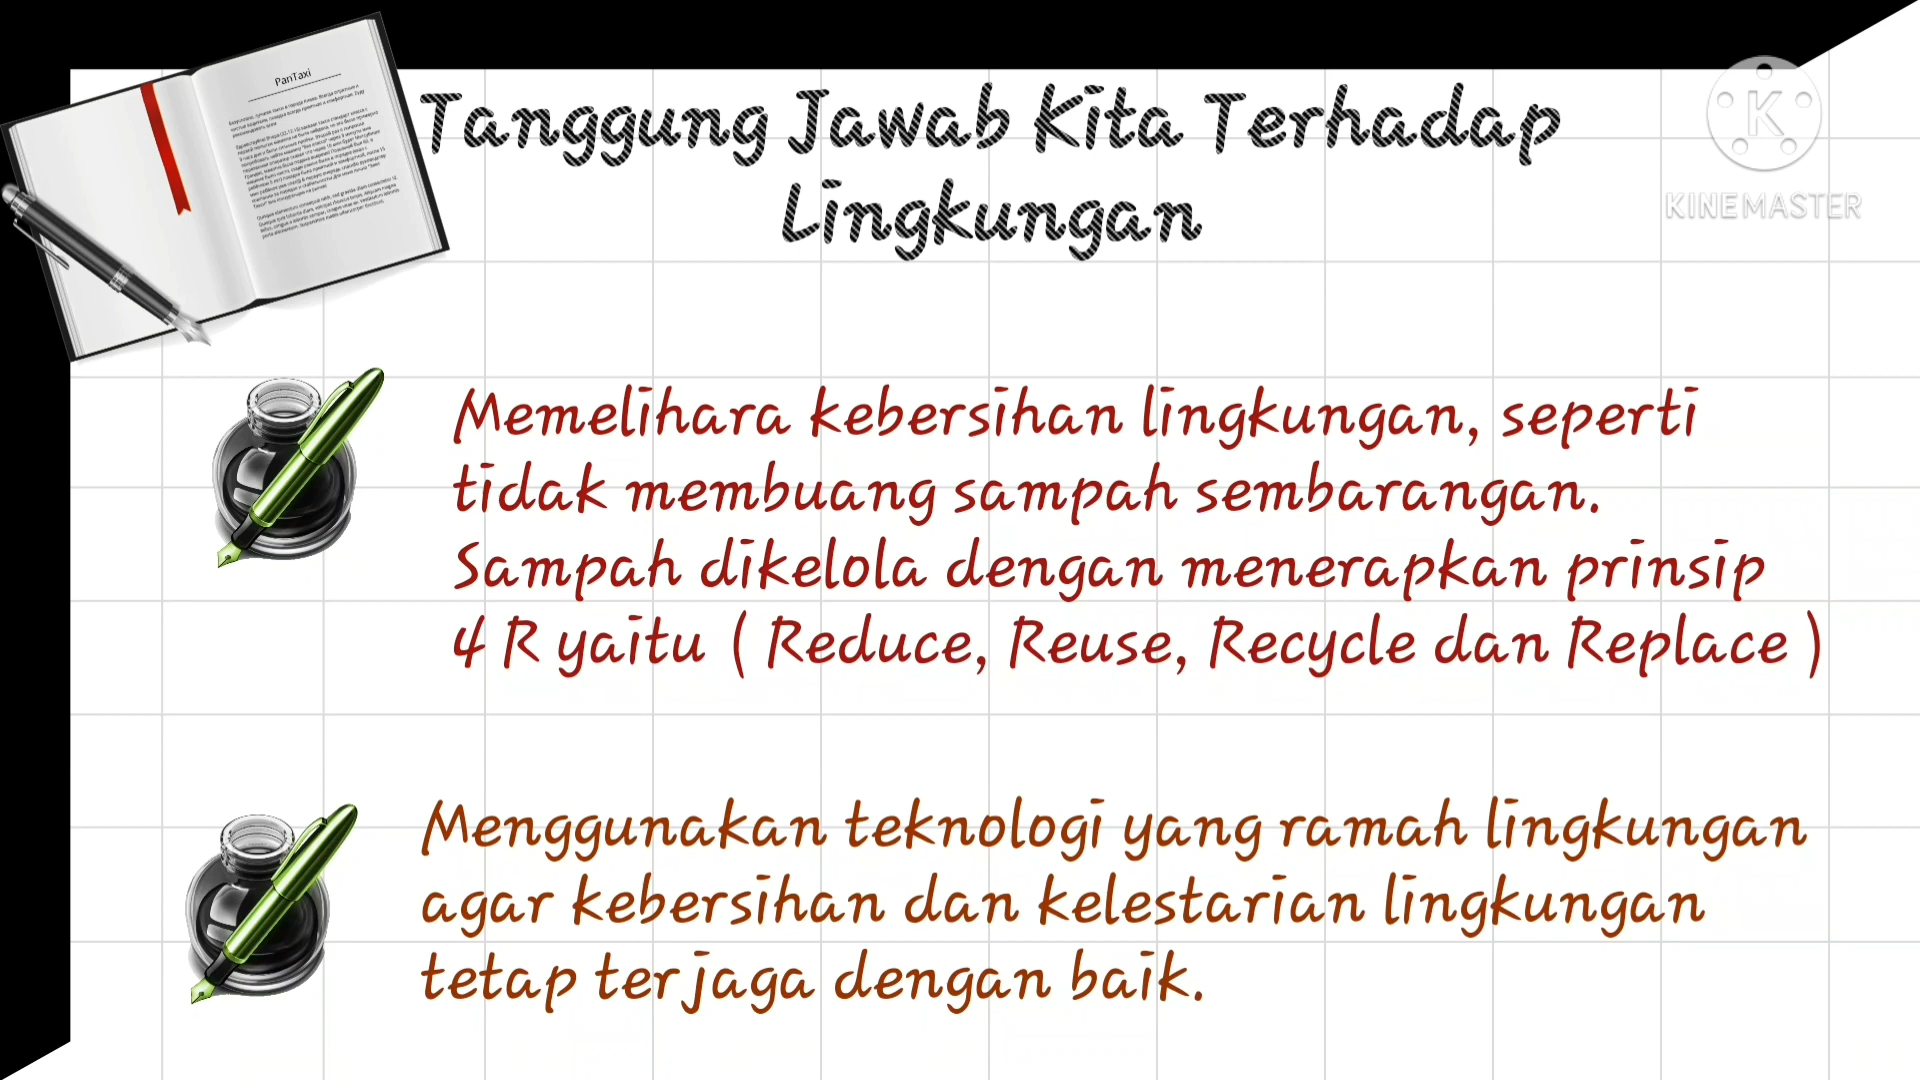 PanTaxi
Tanggung Jawab Kita Terhadap
Lingkungan
KINEMASTER
Memelihara kebersihan lingkungan, seperti
tidak membuang sampah sembarangan.
Sampah dikelola dengan menerapkan prinsip
4 R yaitu ( Reduce, Reuse, Recycle dan Replace )
Menggunakan teknologi yang ramah lingkungan
agar kebersihan dan kelestarian lingkungan
tetap terjaga dengan baik.